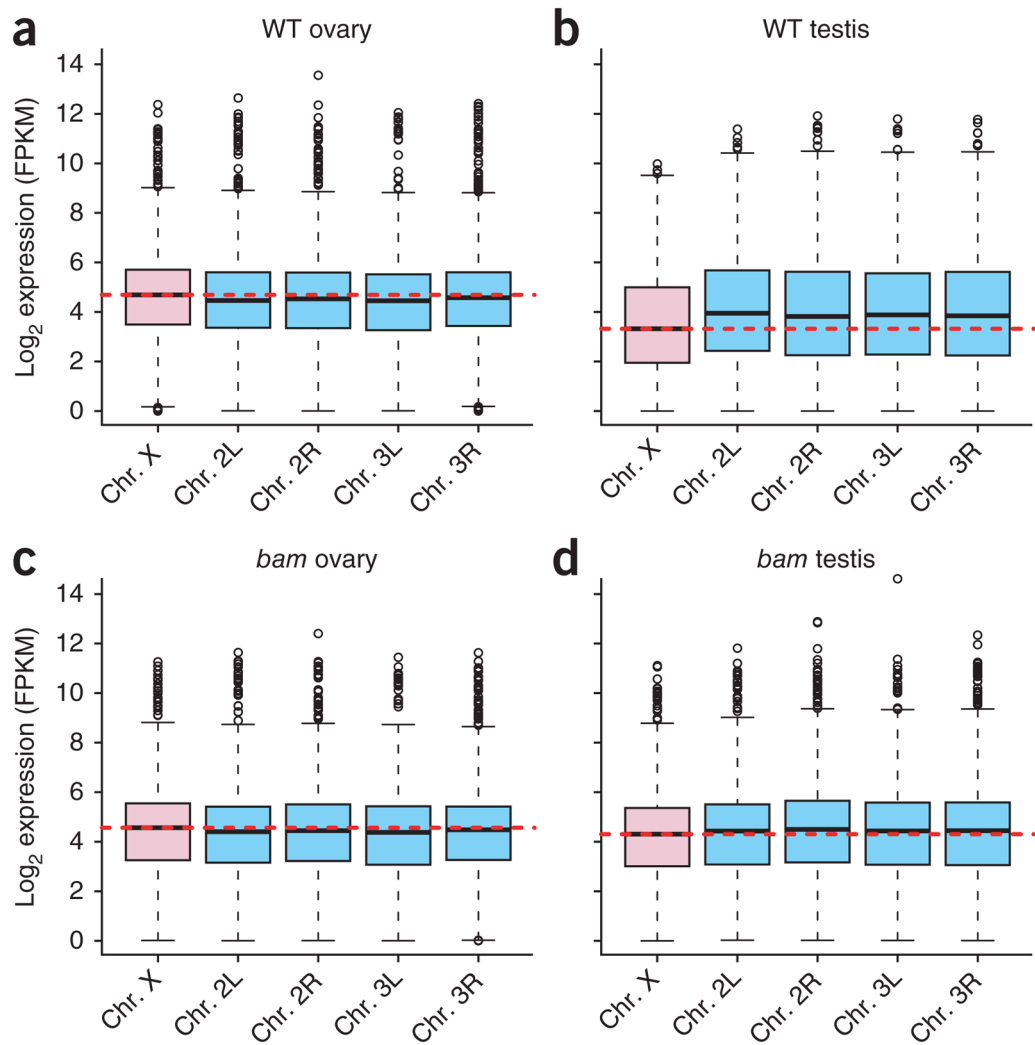 a WT ovary
b WT testis
Log2 expression (FPKM)
14
12
10
8
6
4
2
0
Chr. X
Chr. 2L
Chr. 2R
Chr. 3L
Chr. 3R
Chr. X
Chr. 2L
Chr. 2R
Chr. 3L
Chr. 3R
c bam ovary
d bam testis
Log2 expression (FPKM)
14
12
10
8
6
4
2
0
Chr. X
Chr. 2L
Chr. 2R
Chr. 3L
Chr. 3R
Chr. X
Chr. 2L
Chr. 2R
Chr. 3L
Chr. 3R